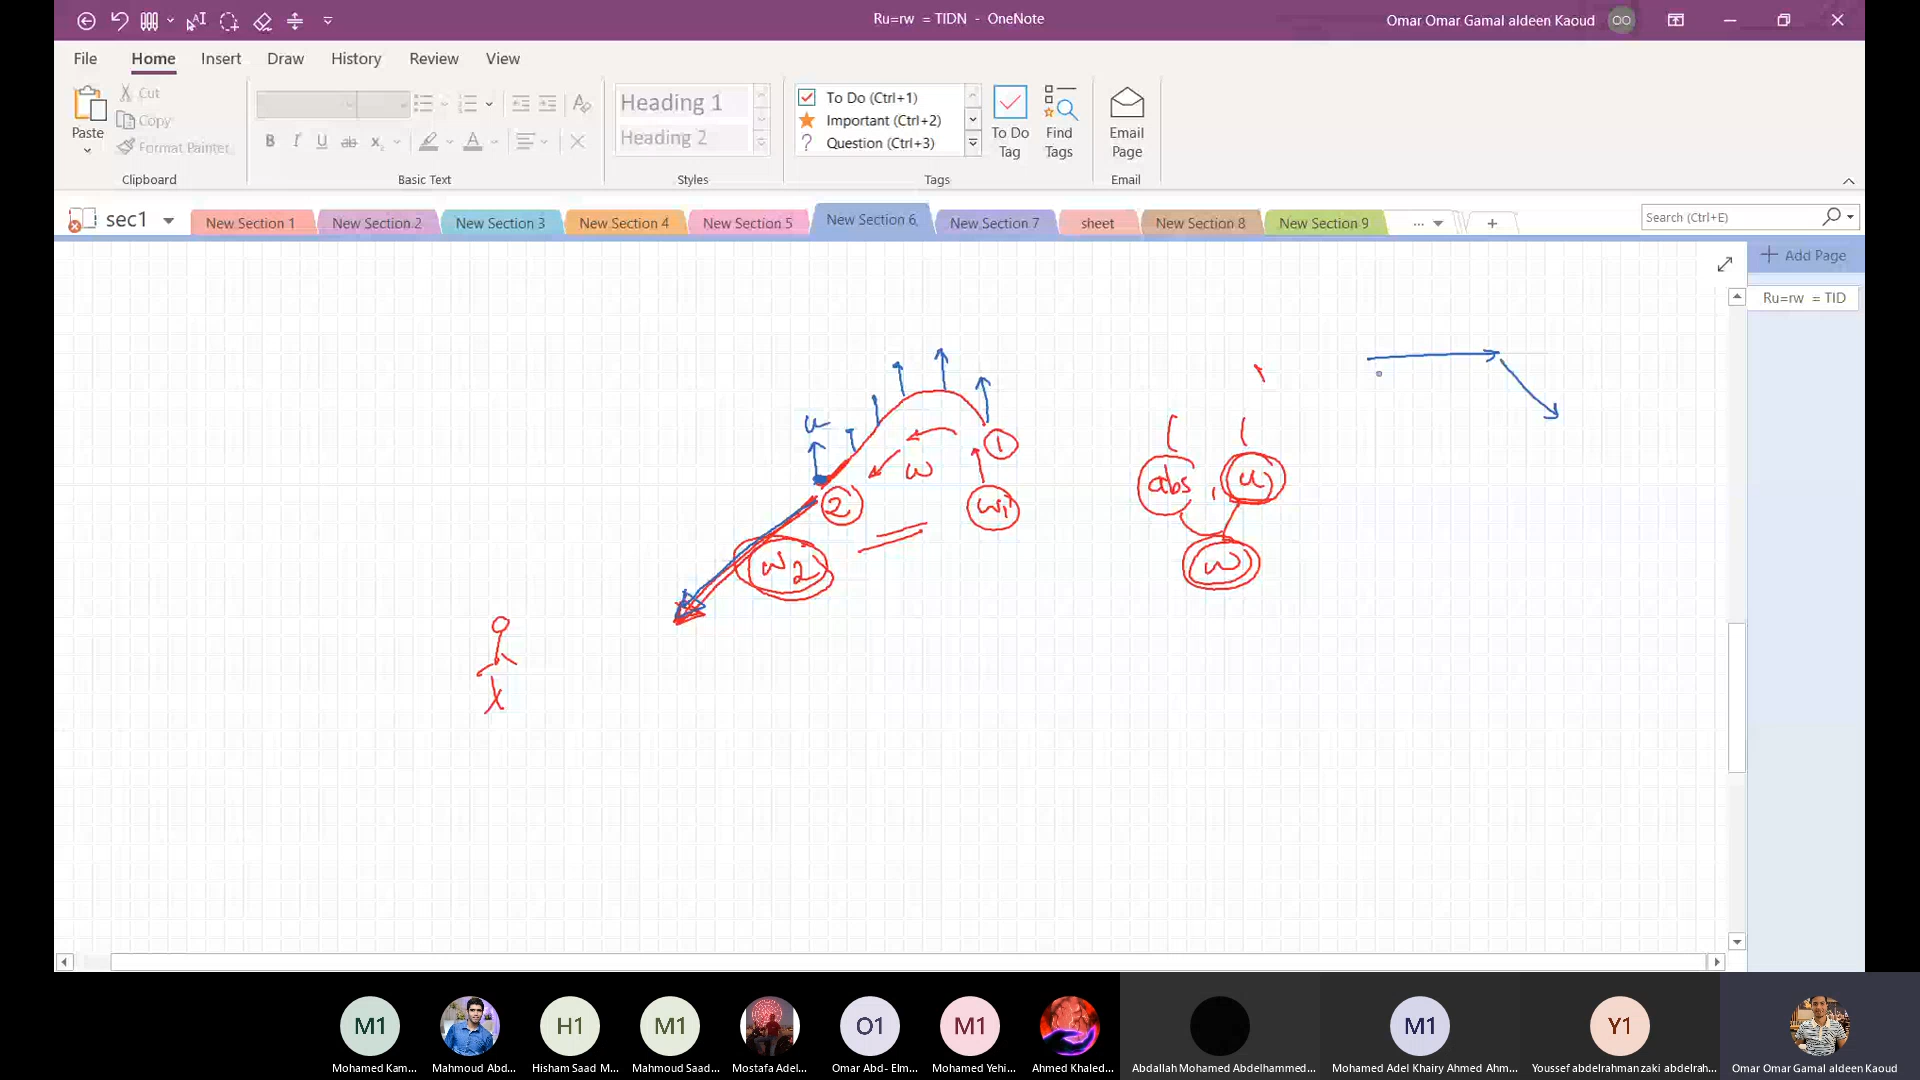 Ru=rw = TIDN - OneNote
Omar Omar Gamal aldeen Kaoud
OO
File
Home
Insert
Draw
History
Review
View
Paste
Cut
Copy
Format Painter
Clipboard
Basic Text
Heading 1
Heading 2
Styles
To Do (Ctrl+1)
Important (Ctrl+2)
Question (Ctrl+3)
To Do Tag
Find Tags
Tags
Email Page
Email
sec1
New Section 1
New Section 2
New Section 3
New Section 4
New Section 5
New Section 6
New Section 7
sheet
New Section 8
New Section 9
...
Search (Ctrl+E)
Add Page
Ru=rw = TID
u
1
w
2
w1
w2
abs , u
w
M1
H1
M1
O1
M1
M1
Y1
Mohamed Kam...
Mahmoud Abd...
Hisham Saad M...
Mahmoud Saad...
Mostafa Adel...
Omar Abd- Elm...
Mohamed Yehi...
Ahmed Khaled...
Abdallah Mohamed Abdelhammed...
Mohamed Adel Khairy Ahmed Ahm...
Youssef abdelrahmanzaki abdelrah...
Omar Omar Gamal aldeen Kaoud